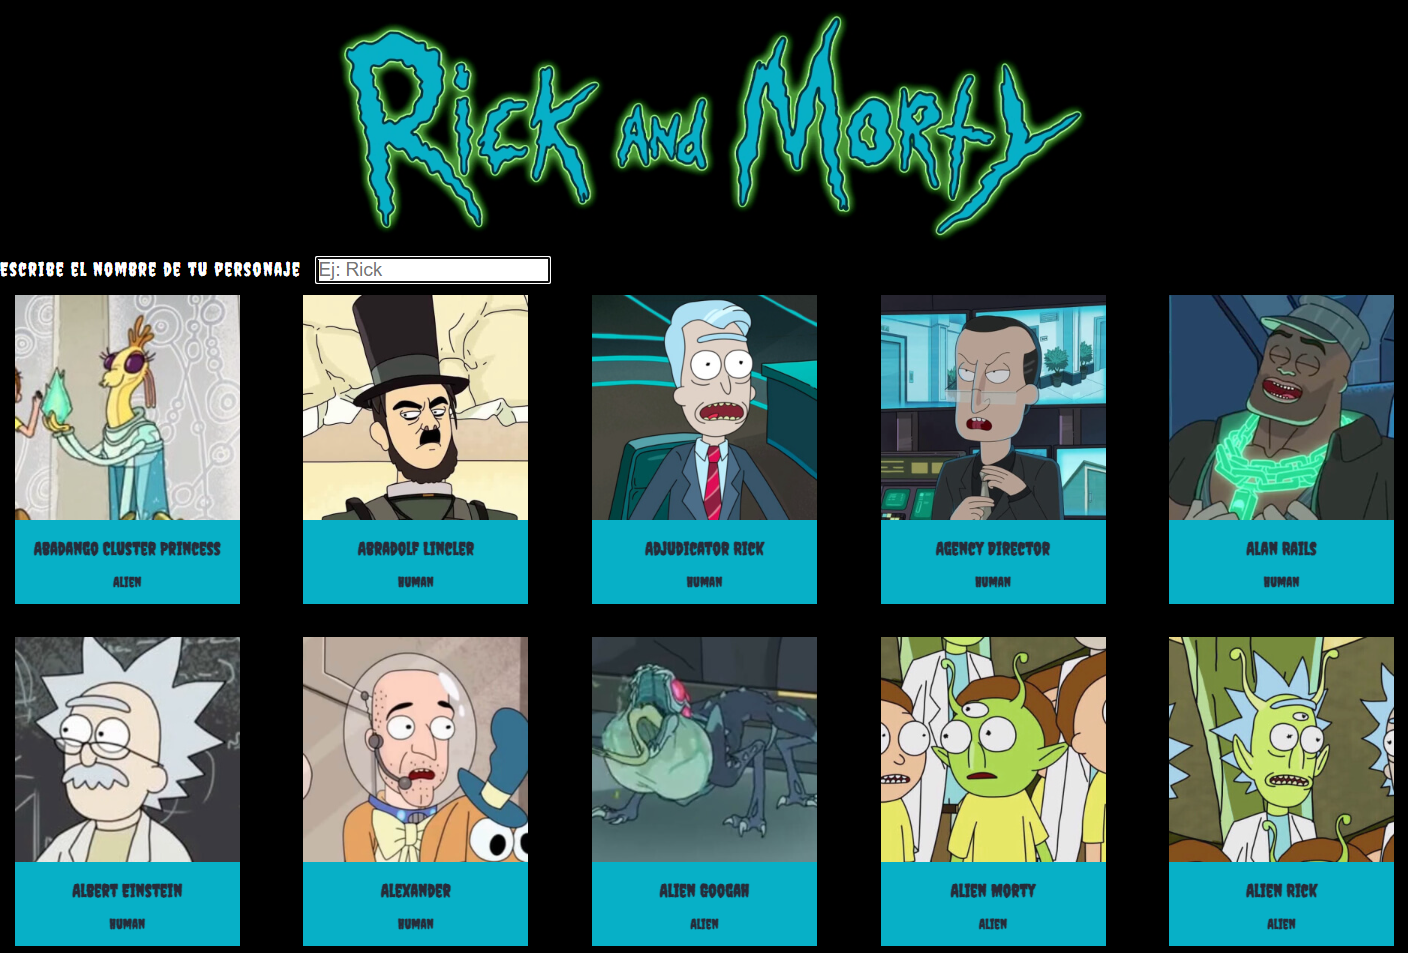 Rick and Morty
ESCRIBE EL NOMBRE DE TU PERSONAJE
Ej: Rick
ABADANGO CLUSTER PRINCESS
ALIEN
ABRADOLF LINCLER
HUMAN
ADJUDICATOR RICK
HUMAN
AGENCY DIRECTOR
HUMAN
ALAN RAILS
HUMAN
ALBERT EINSTEIN
HUMAN
ALEXANDER
HUMAN
ALIEN GOOGAH
ALIEN
ALIEN MORTY
ALIEN
ALIEN RICK
ALIEN